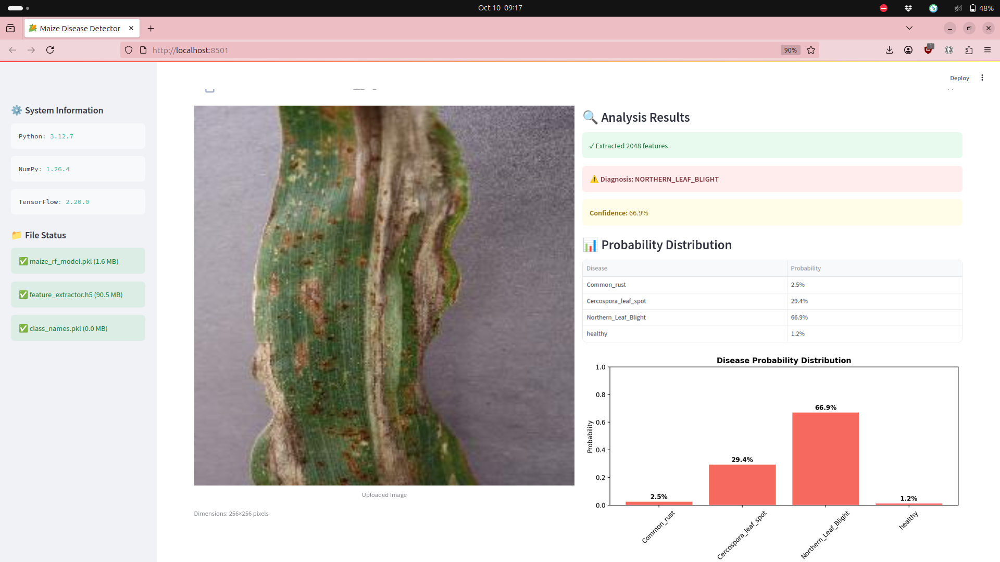 Oct 10 09:17
48%
Maize Disease Detector
http://localhost:8501
90%
1
Deploy
⚙️ System Information
Python: 3.12.7
NumPy: 1.26.4
TensorFlow: 2.20.0
📁 File Status
✅ maize_rf_model.pkl (1.6 MB)
✅ feature_extractor.h5 (90.5 MB)
✅ class_names.pkl (0.0 MB)
Uploaded Image
Dimensions: 256×256 pixels
🔍 Analysis Results
✓ Extracted 2048 features
⚠️ Diagnosis: NORTHERN_LEAF_BLIGHT
Confidence: 66.9%
📊 Probability Distribution
Disease Probability
Common_rust 2.5%
Cercospora_leaf_spot 29.4%
Northern_Leaf_Blight 66.9%
healthy 1.2%
Disease Probability Distribution
Probability
1.0
0.8
0.6
0.4
0.2
0.0
2.5%
29.4%
66.9%
1.2%
Common_rust
Cercospora_leaf_spot
Northern_Leaf_Blight
healthy